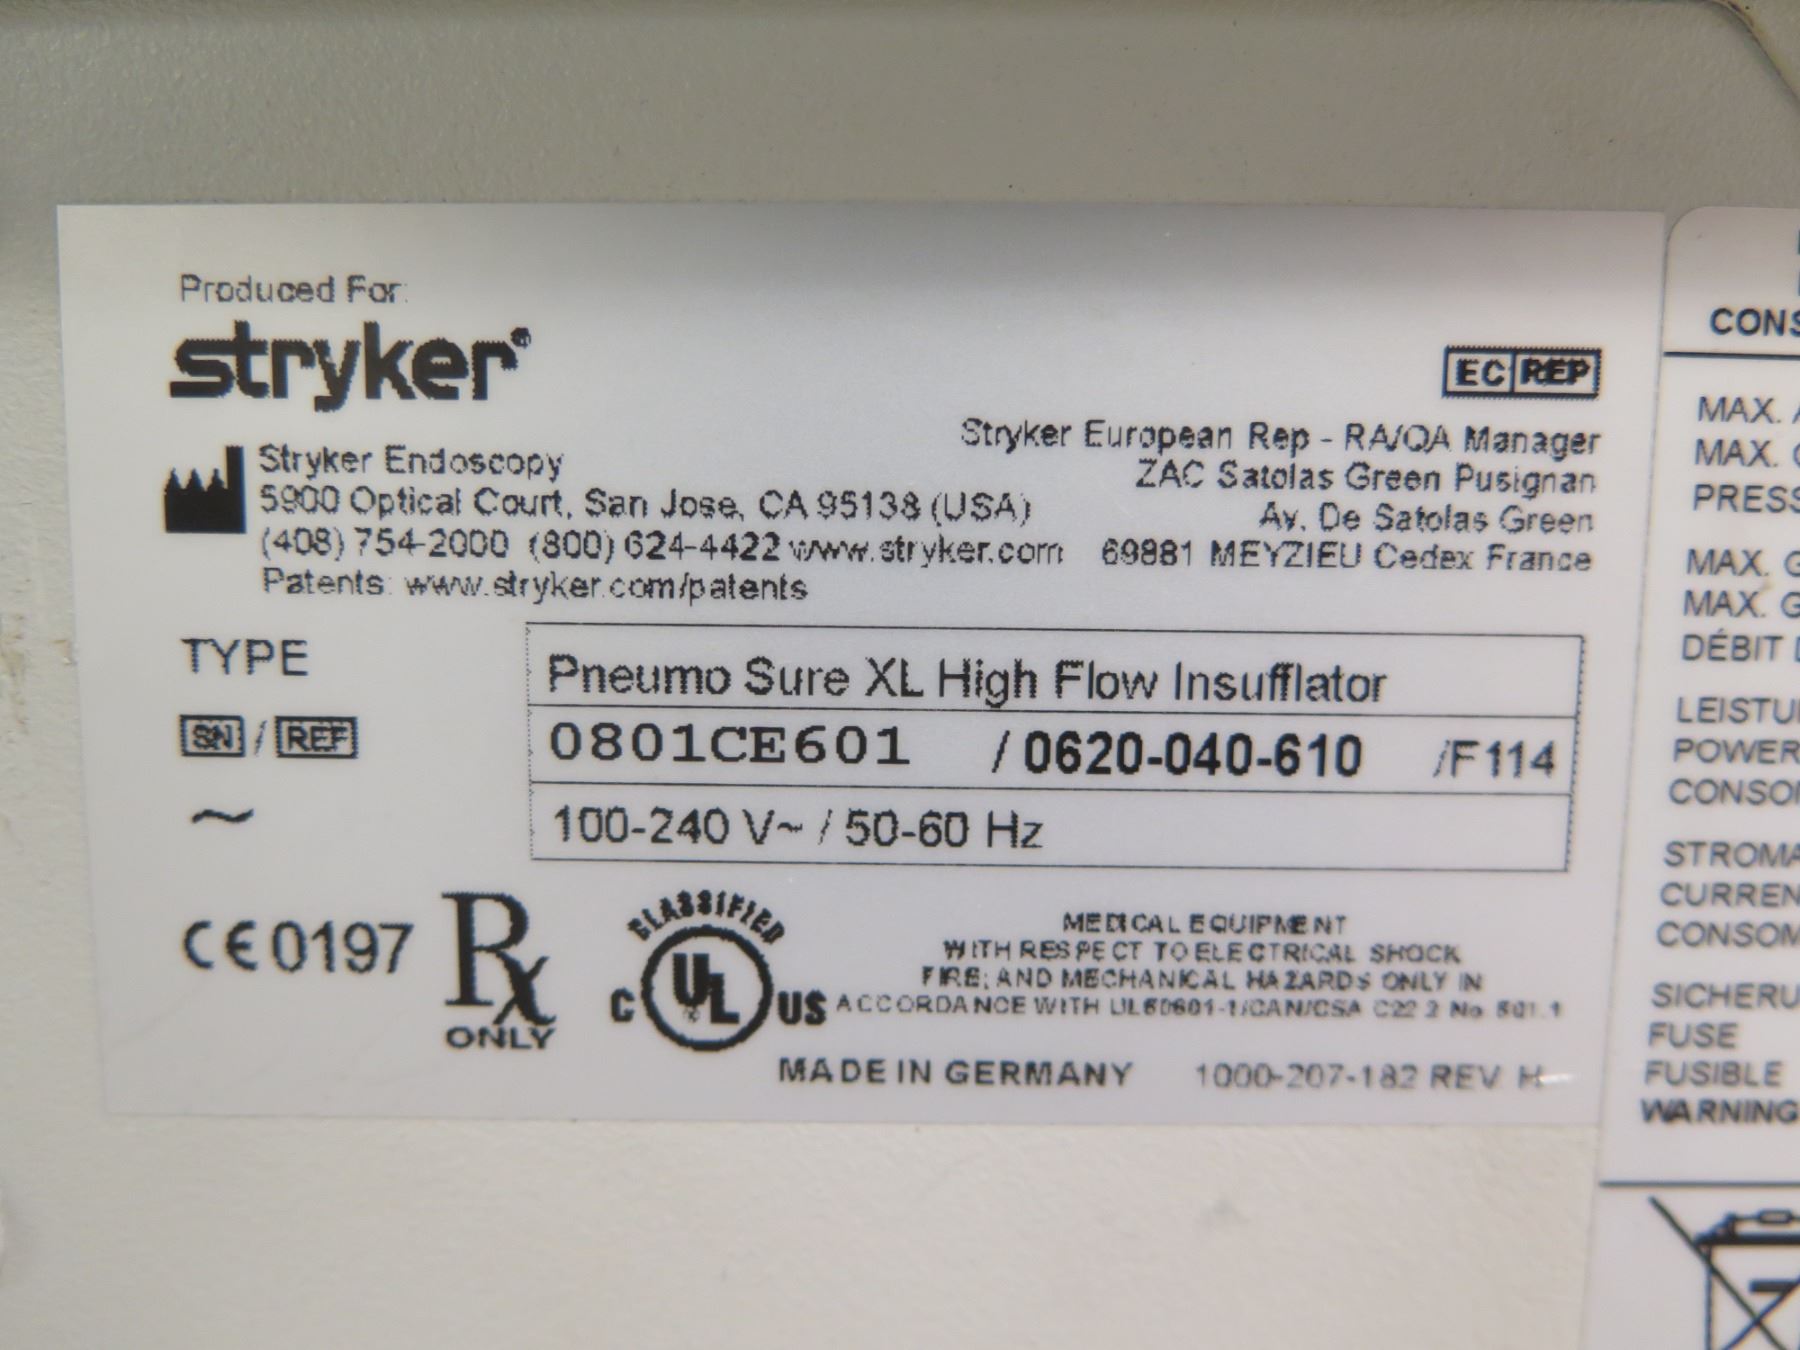 Produced For:
stryker®
EC REP
Stryker Endoscopy
5900 Optical Court, San Jose, CA 95138 (USA)
(408) 754-2000 (800) 624-4422 www.stryker.com
Patents: www.stryker.com/patents
Stryker European Rep - RA/QA Manager
ZAC Satolas Green Pusignan
Av. De Satolas Green
69881 MEYZIEU Cedex France
TYPE
Pneumo Sure XL High Flow Insufflator
SN / REF
0801CE601 / 0620-040-610 /F114
~
100-240 V~ / 50-60 Hz
CE 0197
Rx
ONLY
CLASSIFIED
C UL US
MEDICAL EQUIPMENT
WITH RESPECT TO ELECTRICAL SHOCK
FIRE; AND MECHANICAL HAZARDS ONLY IN
ACCORDANCE WITH UL60601-1/CAN/CSA C22.2 No. 601.1
MADE IN GERMANY 1000-207-182 REV H
CONS
MAX.
MAX.
PRESS
MAX. G
MAX. G
DÉBIT
LEISTU
POWER
CONSO
STROMA
CURREN
CONSOM
SICHERU
FUSE
FUSIBLE
WARNING